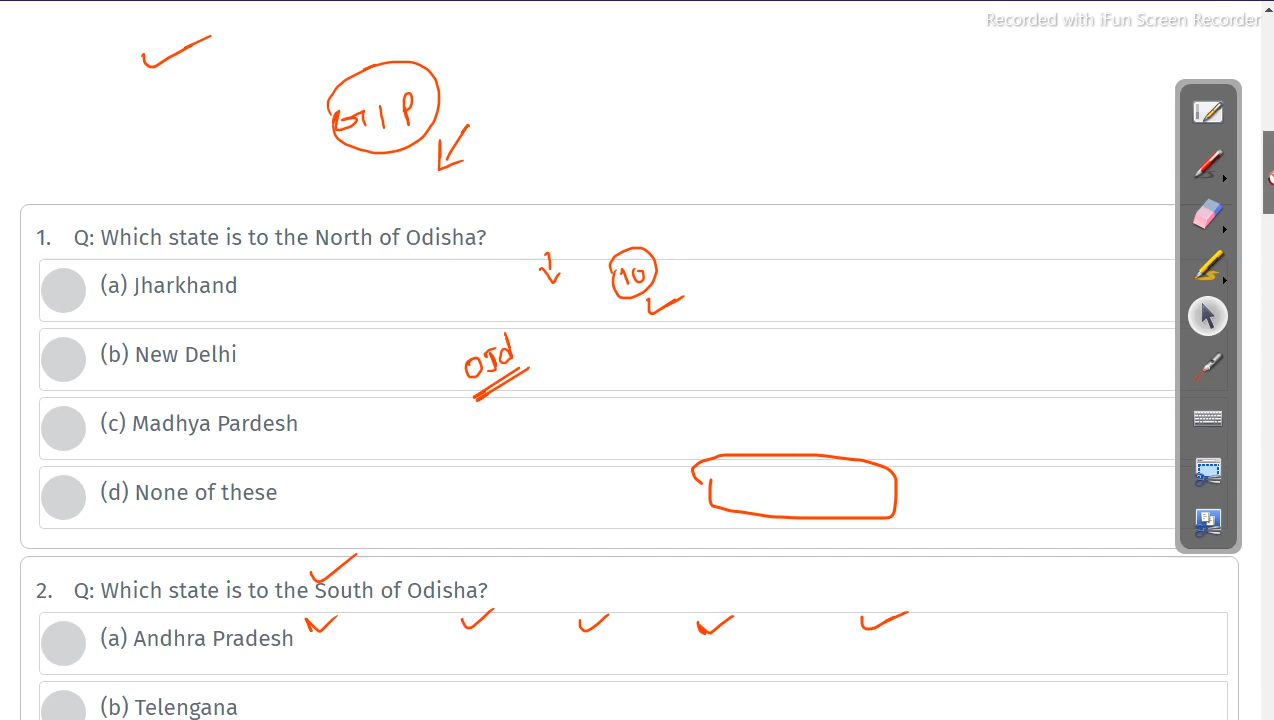 Recorded with iFun Screen Recorder
1. Q: Which state is to the North of Odisha?
(a) Jharkhand
10
(b) New Delhi
(c) Madhya Pardesh
(d) None of these
2. Q: Which state is to the South of Odisha?
(a) Andhra Pradesh
(b) Telengana